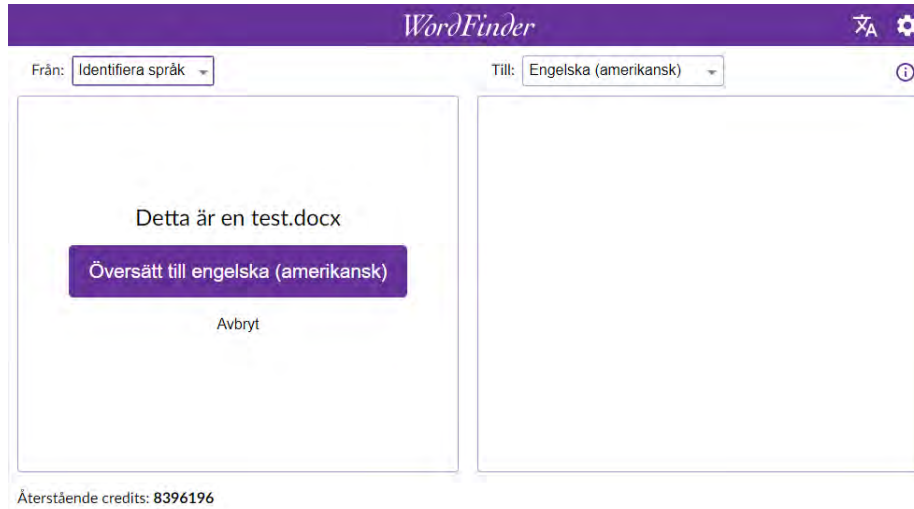 WordFinder
Från: Identifiera språk Till: Engelska (amerikansk)
Detta är en test.docx
Översätt till engelska (amerikansk)
Avbryt
Återstående credits: 8396196